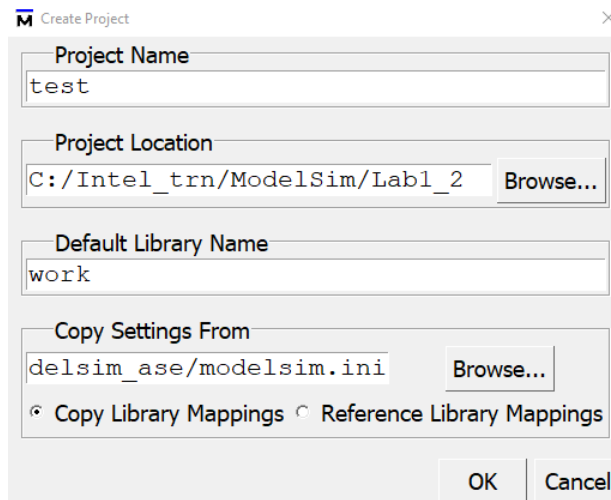 M Create Project
Project Name
test
Project Location
C:/Intel_trn/ModelSim/Lab1_2 Browse...
Default Library Name
work
Copy Settings From
delsim_ase/modelsim.ini Browse...
Copy Library Mappings Reference Library Mappings
OK Cancel